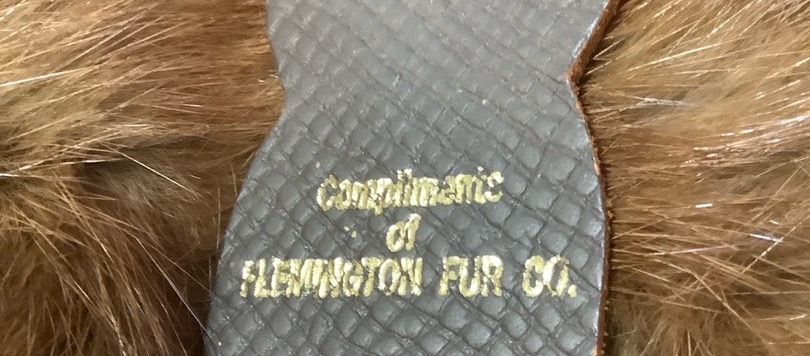 Compliments
of
FLEMINGTON FUR CO.